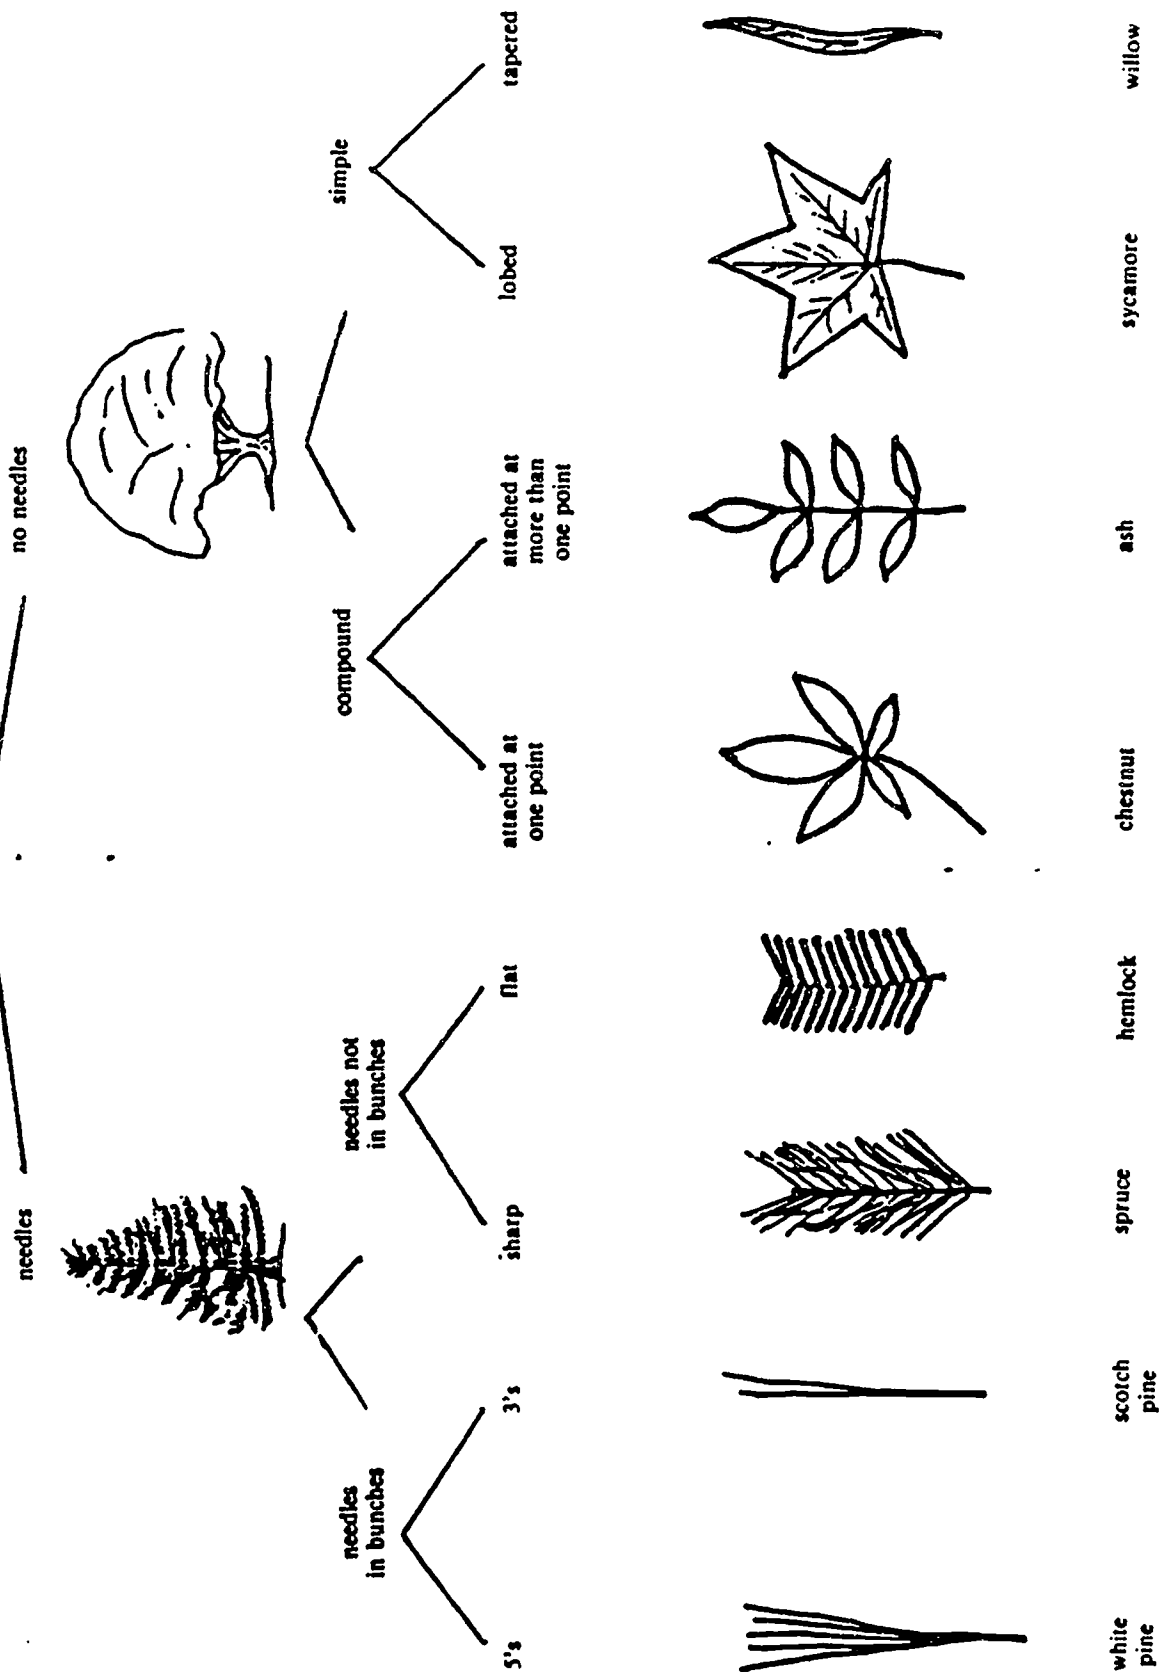 needles
no needles
needles
in bunches
needles not
in bunches
compound
simple
5's
3's
sharp
flat
attached at
one point
attached at
more than
one point
lobed
tapered
white
pine
scotch
pine
spruce
hemlock
chestnut
ash
sycamore
willow